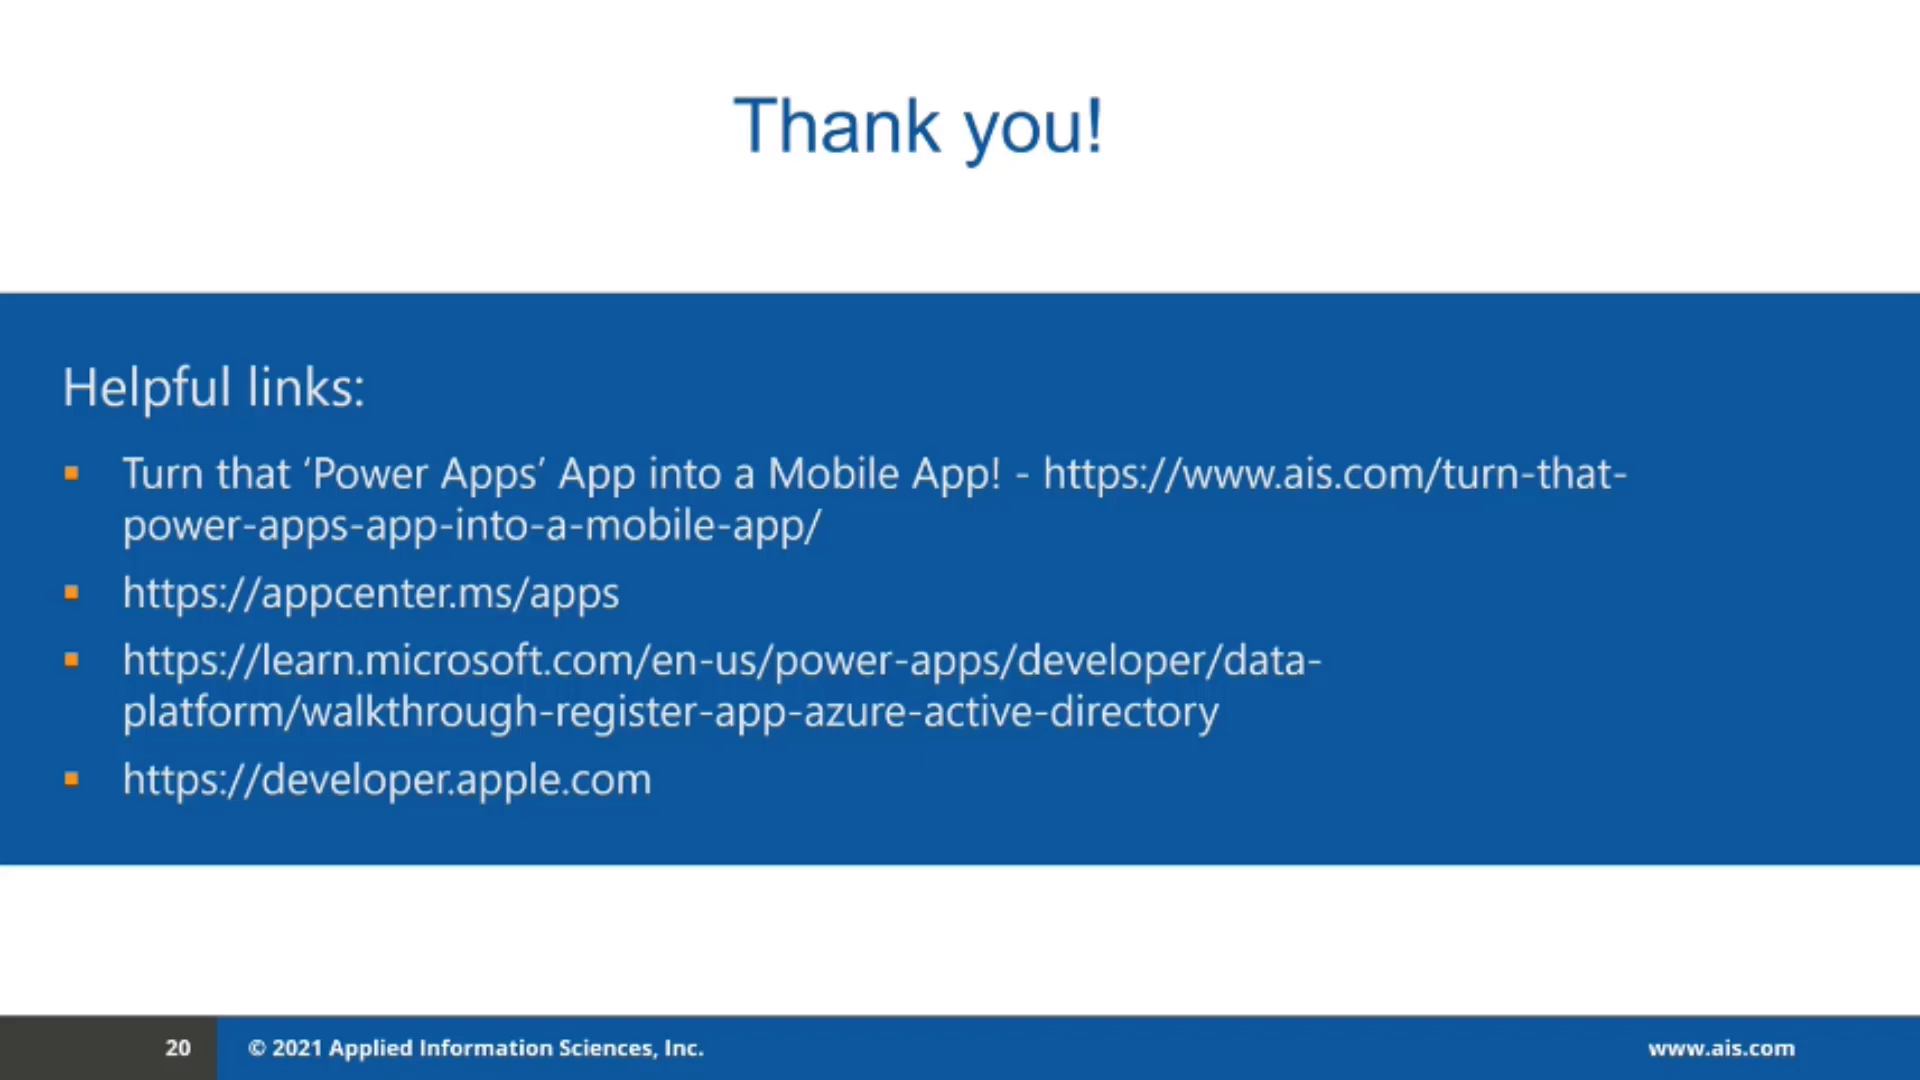 Thank you!
Helpful links:
▪ Turn that ‘Power Apps’ App into a Mobile App! - https://www.ais.com/turn-that-
power-apps-app-into-a-mobile-app/
▪ https://appcenter.ms/apps
▪ https://learn.microsoft.com/en-us/power-apps/developer/data-
platform/walkthrough-register-app-azure-active-directory
▪ https://developer.apple.com
20 © 2021 Applied Information Sciences, Inc. www.ais.com